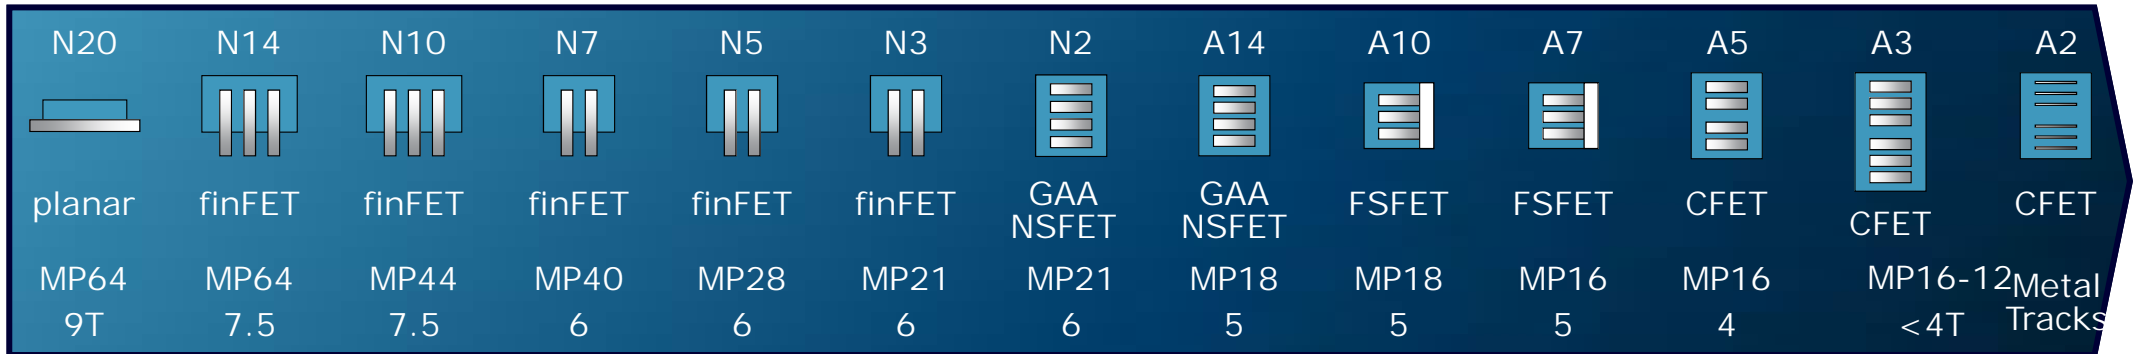 N20 N14 N10 N7 N5 N3 N2 A14 A10 A7 A5 A3 A2
planar finFET finFET finFET finFET finFET GAA NSFET GAA NSFET FSFET FSFET CFET CFET CFET
MP64 MP64 MP44 MP40 MP28 MP21 MP21 MP18 MP18 MP16 MP16 MP16-12 Metal
9T 7.5 7.5 6 6 6 6 5 5 5 4 <4T Tracks